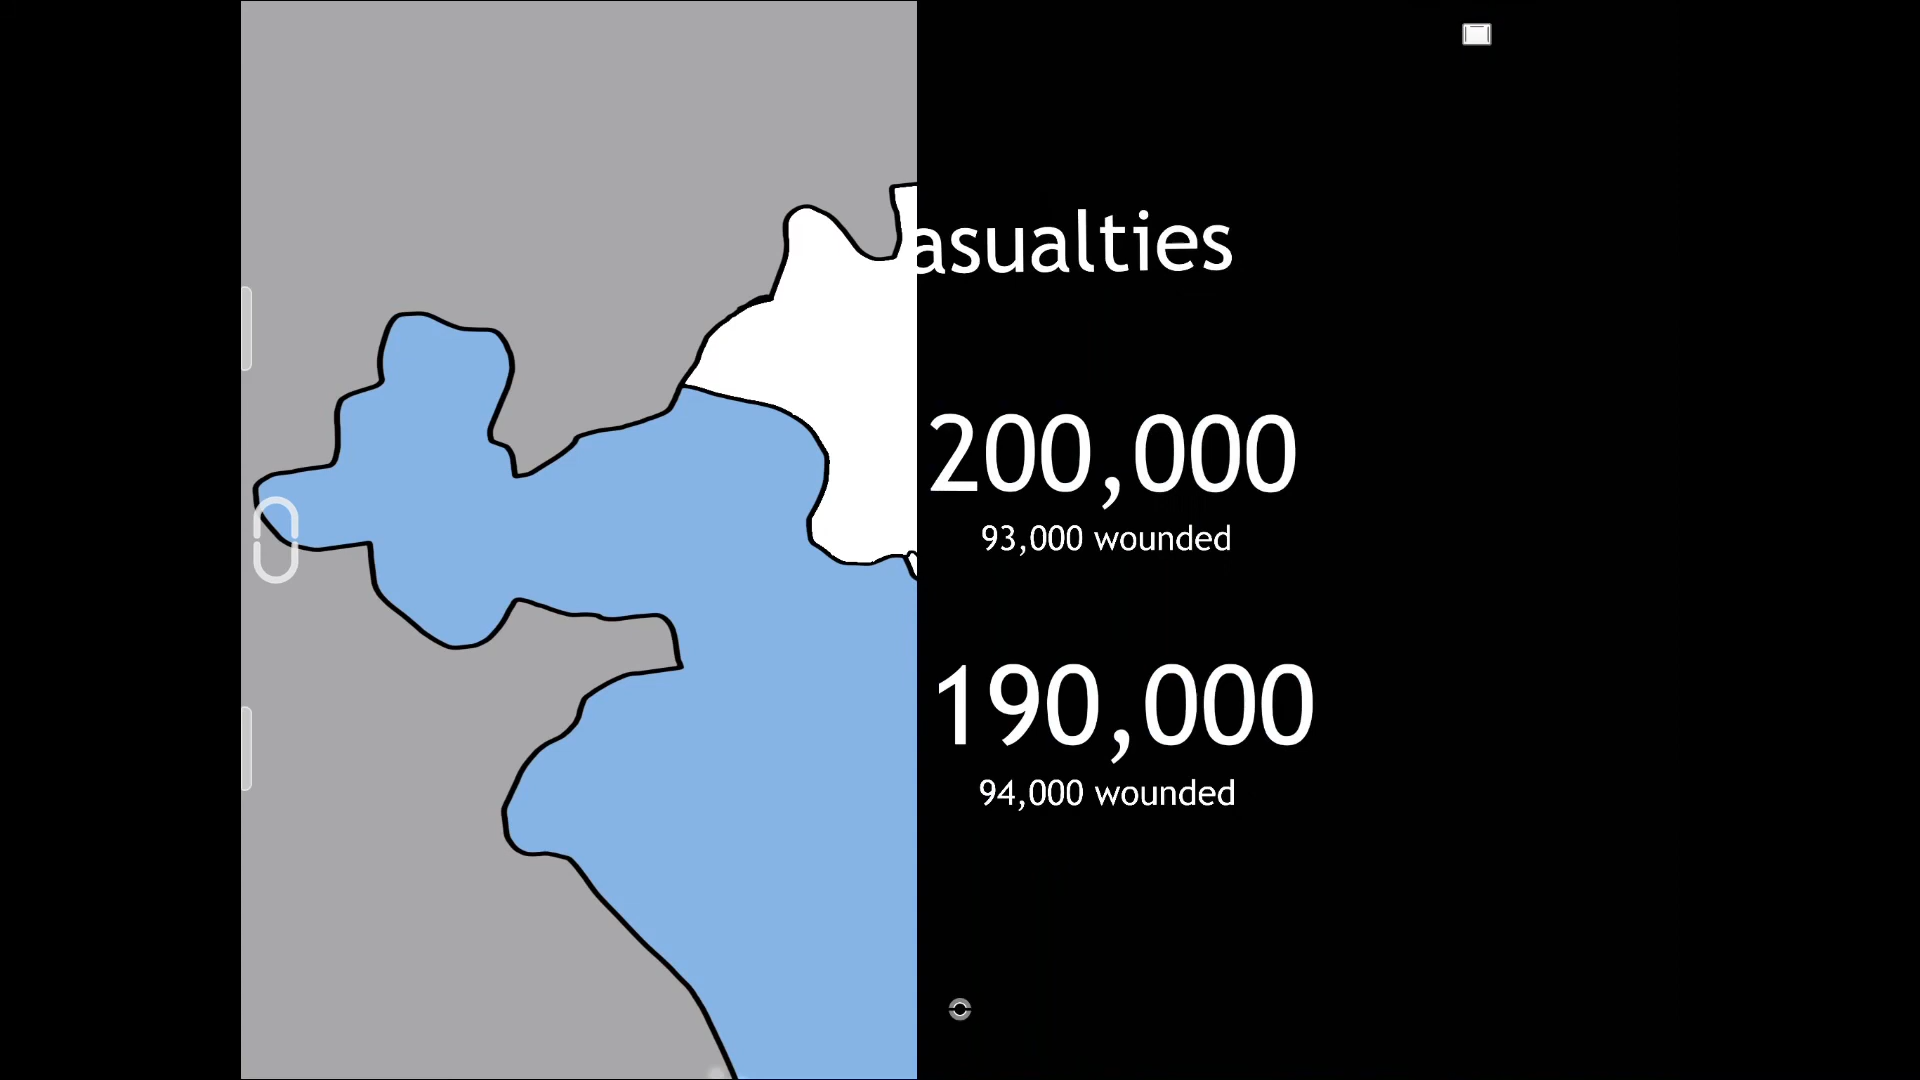 asualties
200,000
93,000 wounded
190,000
94,000 wounded